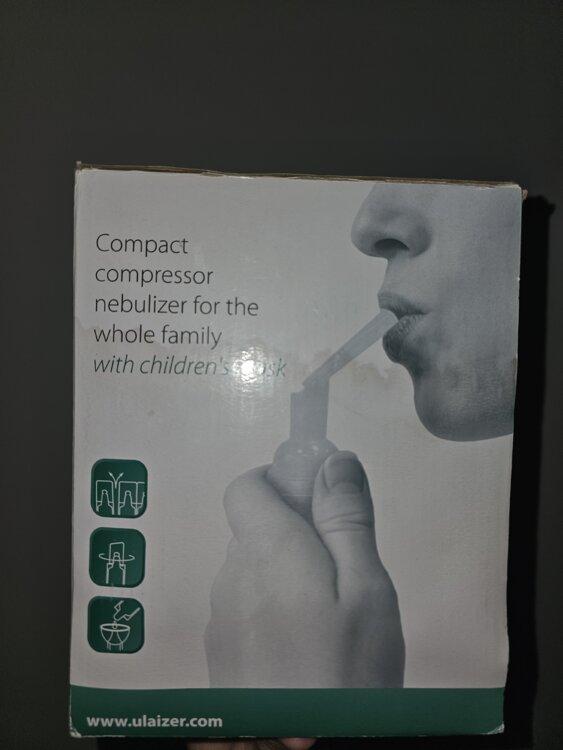 Compact
compressor
nebulizer for the
whole family
with children's
www.ulaizer.com